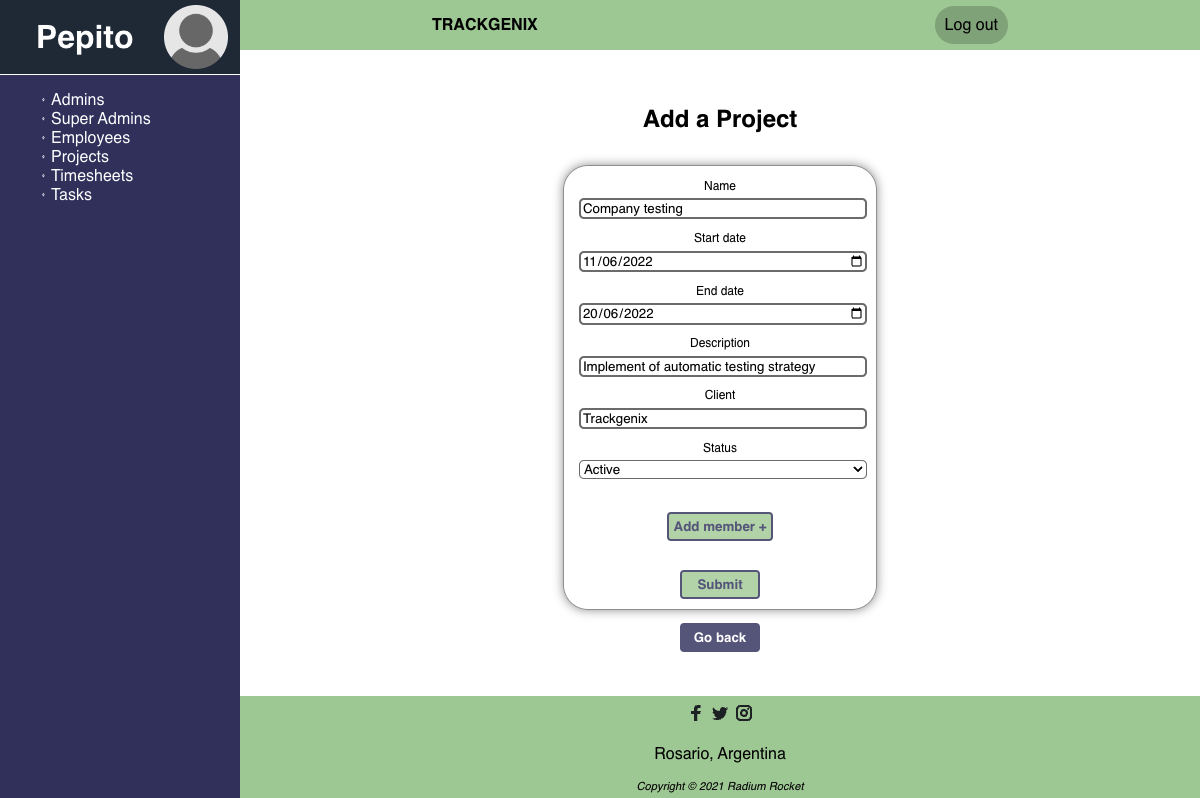 Pepito
TRACKGENIX
Log out
Admins
Super Admins
Employees
Projects
Timesheets
Tasks
Add a Project
Name
Company testing
Start date
11/06/2022
End date
20/06/2022
Description
Implement of automatic testing strategy
Client
Trackgenix
Status
Active
Add member +
Submit
Go back
Rosario, Argentina
Copyright © 2021 Radium Rocket